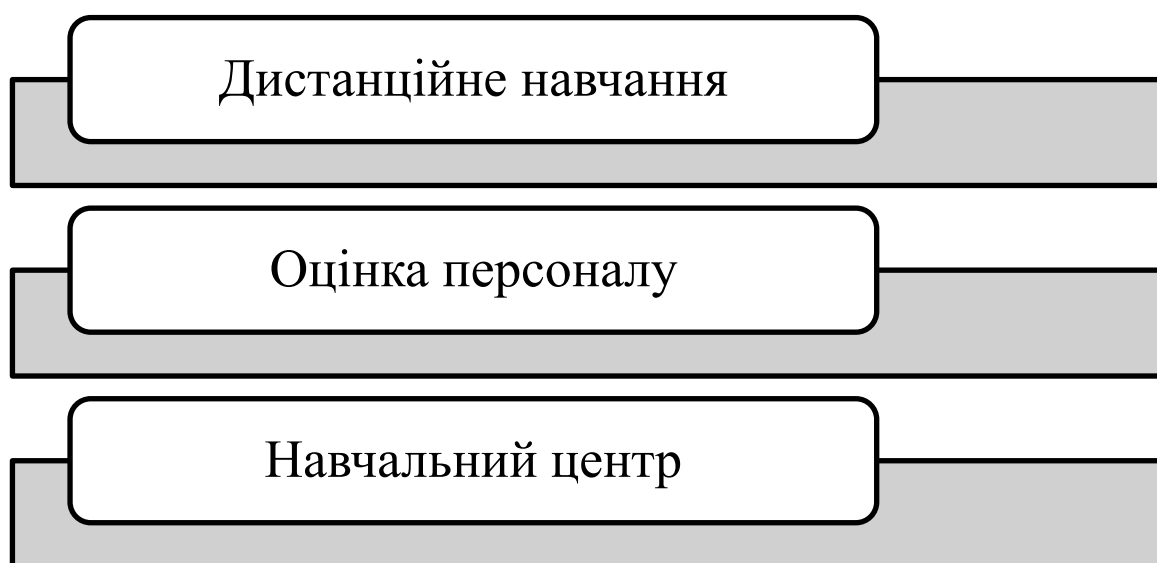 Дистанційне навчання
Оцінка персоналу
Навчальний центр